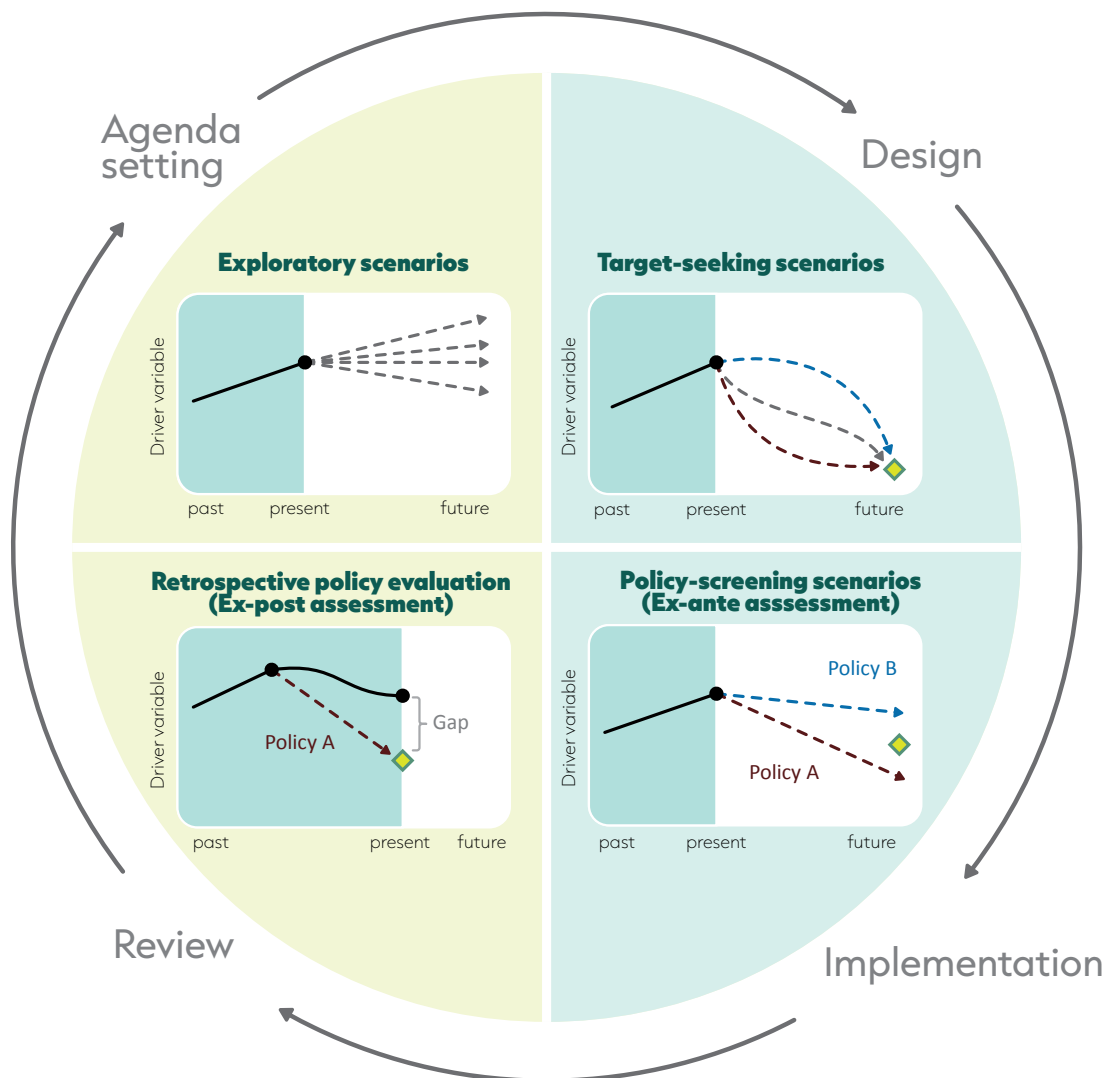 Agenda
setting
Design
Exploratory scenarios
Driver variable
past present future
Target-seeking scenarios
Driver variable
past present future
Retrospective policy evaluation
(Ex-post assessment)
Driver variable
Policy A
Gap
past present future
Policy-screening scenarios
(Ex-ante asssessment)
Driver variable
Policy B
Policy A
past present future
Review
Implementation